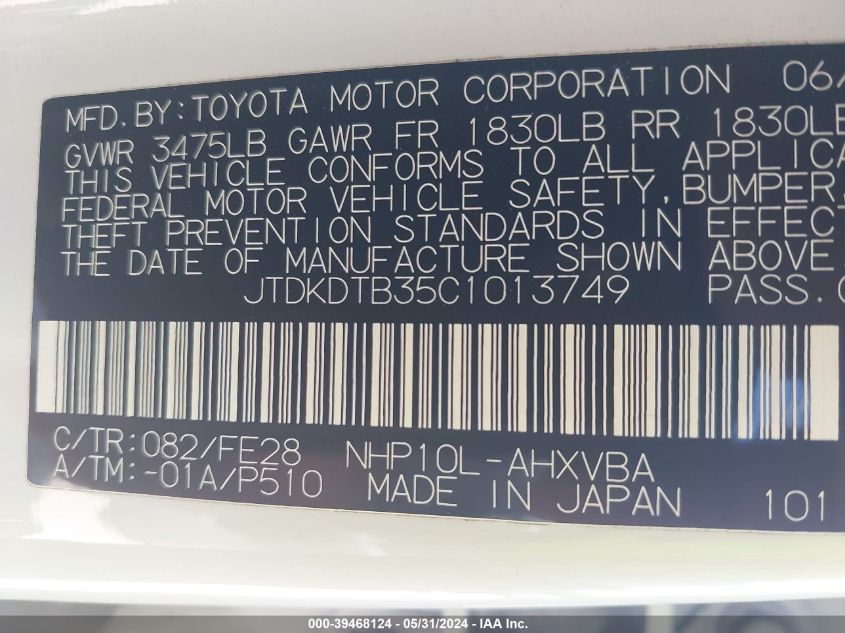 MFD. BY: TOYOTA MOTOR CORPORATION 06/
GVWR 3475LB GAWR FR 1830LB RR 1830LB
THIS VEHICLE CONFORMS TO ALL APPLICA
FEDERAL MOTOR VEHICLE SAFETY, BUMPER,
THEFT PREVENTION STANDARDS IN EFFECT
THE DATE OF MANUFACTURE SHOWN ABOVE
JTDKDTB35C1013749 PASS.
C/TR: 082/FE28 NHP10L-AHXVBA
A/TM:-01A/P510 MADE IN JAPAN 101
000-39468124 - 05/31/2024 - IAA Inc.